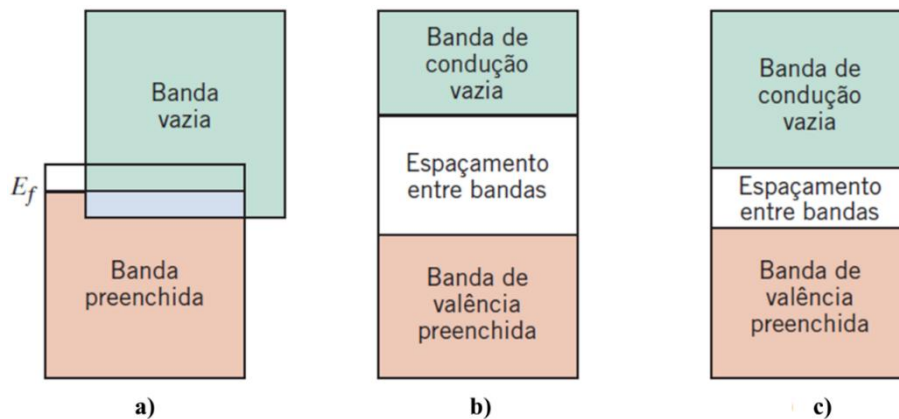 Banda
vazia
E_f
Banda
preenchida
a)
Banda de
condução
vazia
Espaçamento
entre bandas
Banda de
valência
preenchida
b)
Banda de
condução
vazia
Espaçamento
entre bandas
Banda de
valência
preenchida
c)